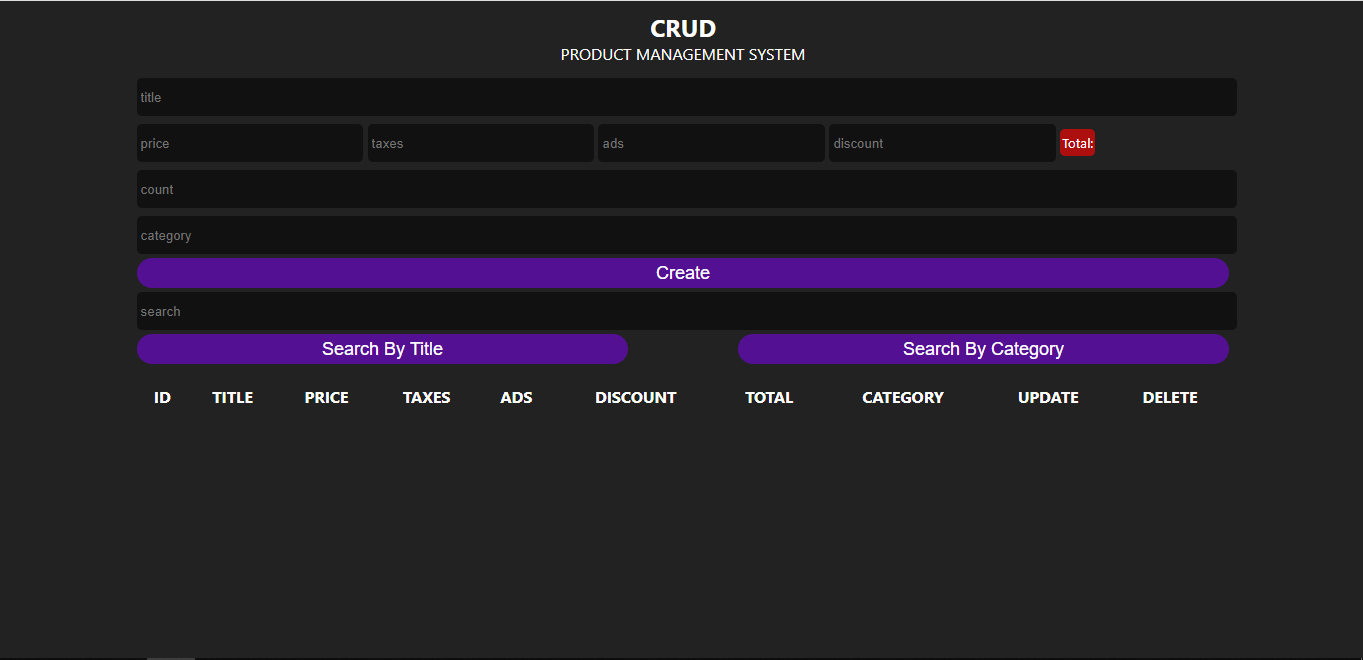 CRUD
PRODUCT MANAGEMENT SYSTEM
title
price taxes ads discount Total:
count
category
Create
search
Search By Title Search By Category
ID TITLE PRICE TAXES ADS DISCOUNT TOTAL CATEGORY UPDATE DELETE